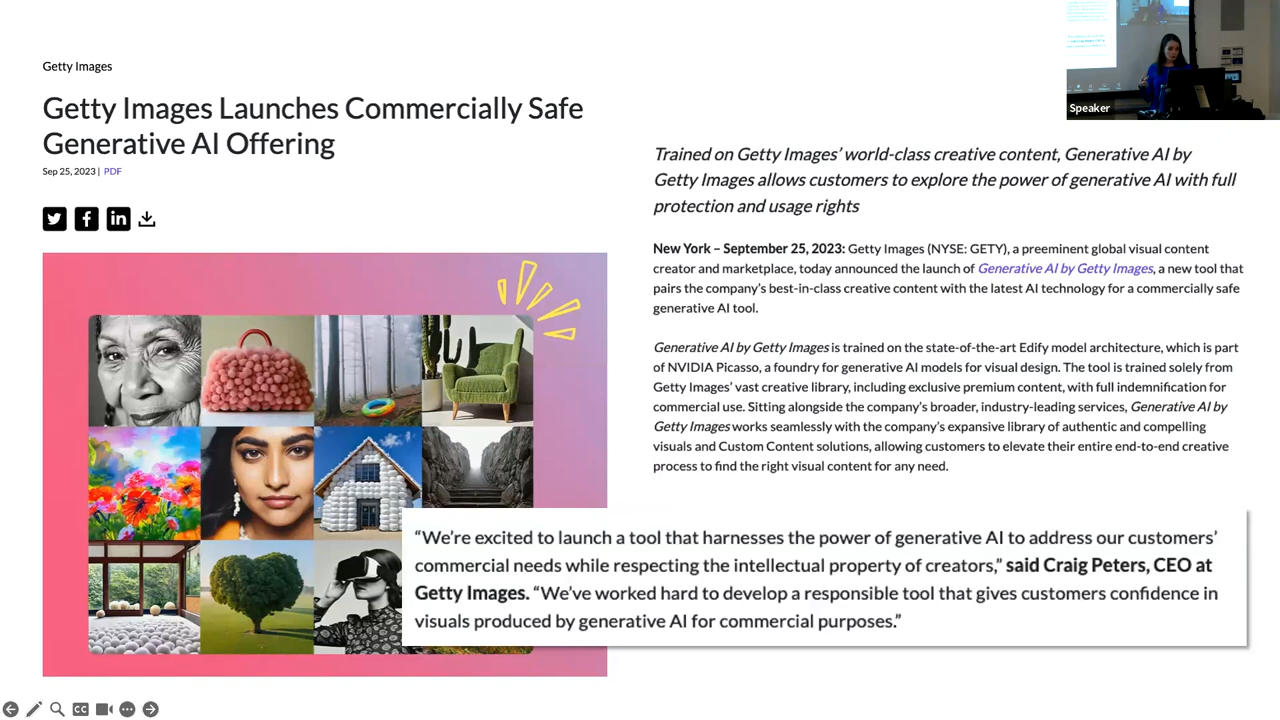 Getty Images
Getty Images Launches Commercially Safe
Generative AI Offering
Sep 25, 2023 | PDF
Speaker
Trained on Getty Images’ world-class creative content, Generative AI by
Getty Images allows customers to explore the power of generative AI with full
protection and usage rights
New York – September 25, 2023: Getty Images (NYSE: GETY), a preeminent global visual content
creator and marketplace, today announced the launch of Generative AI by Getty Images, a new tool that
pairs the company’s best-in-class creative content with the latest AI technology for a commercially safe
generative AI tool.
Generative AI by Getty Images is trained on the state-of-the-art Edify model architecture, which is part
of NVIDIA Picasso, a foundry for generative AI models for visual design. The tool is trained solely from
Getty Images’ vast creative library, including exclusive premium content, with full indemnification for
commercial use. Sitting alongside the company’s broader, industry-leading services, Generative AI by
Getty Images works seamlessly with the company’s expansive library of authentic and compelling
visuals and Custom Content solutions, allowing customers to elevate their entire end-to-end creative
process to find the right visual content for any need.
“We’re excited to launch a tool that harnesses the power of generative AI to address our customers’
commercial needs while respecting the intellectual property of creators,” said Craig Peters, CEO at
Getty Images. “We’ve worked hard to develop a responsible tool that gives customers confidence in
visuals produced by generative AI for commercial purposes.”
CC